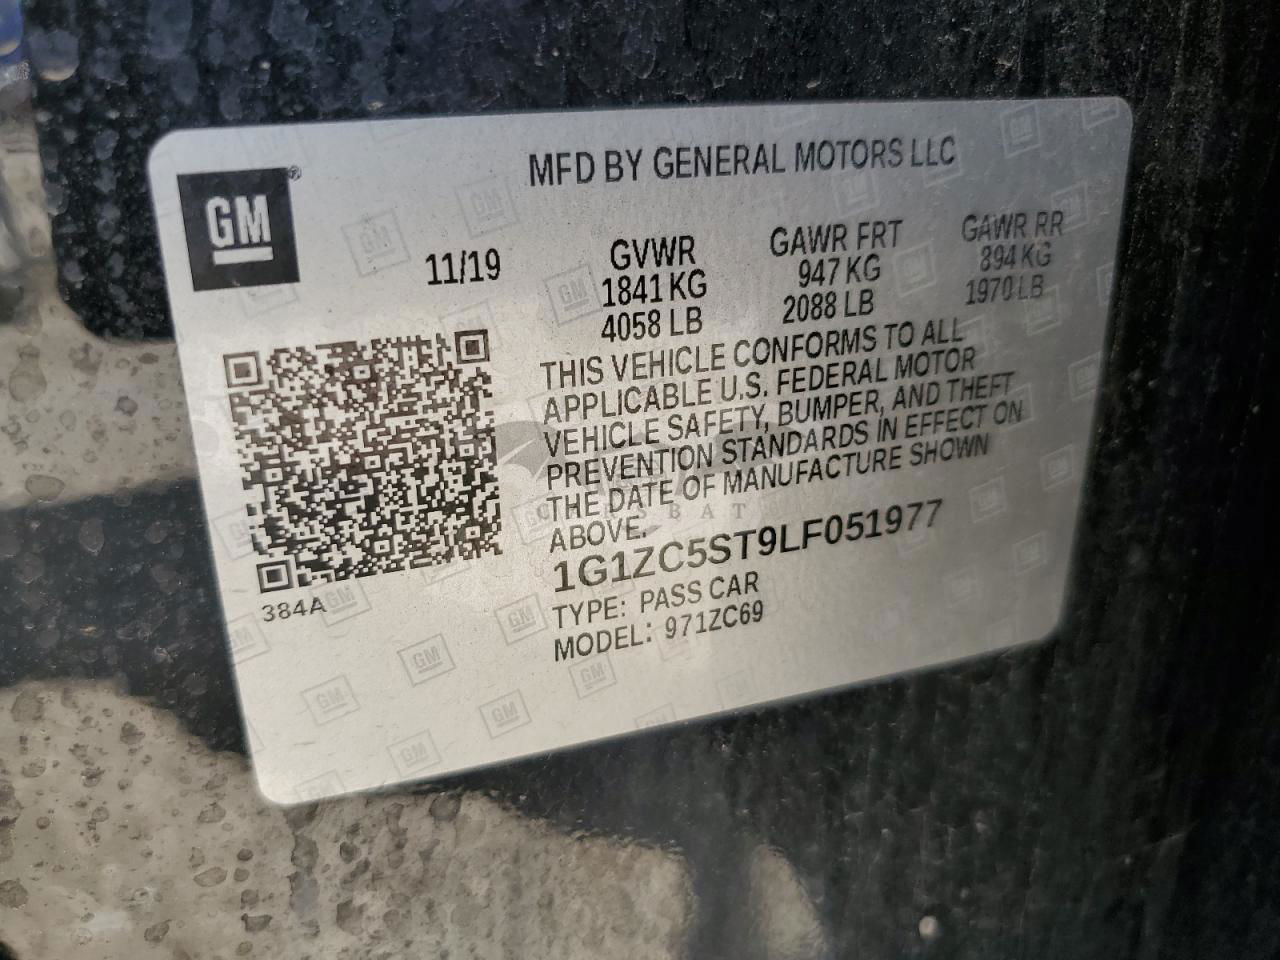 GM®
MFD BY GENERAL MOTORS LLC
11/19
GVWR
1841 KG
4058 LB
GAWR FRT
947 KG
2088 LB
GAWR RR
894 KG
1970 LB
THIS VEHICLE CONFORMS TO ALL
APPLICABLE U.S. FEDERAL MOTOR
VEHICLE SAFETY, BUMPER, AND THEFT
PREVENTION STANDARDS IN EFFECT ON
THE DATE OF MANUFACTURE SHOWN
ABOVE.
1G1ZC5ST9LF051977
TYPE: PASS CAR
MODEL: 971ZC69
384A